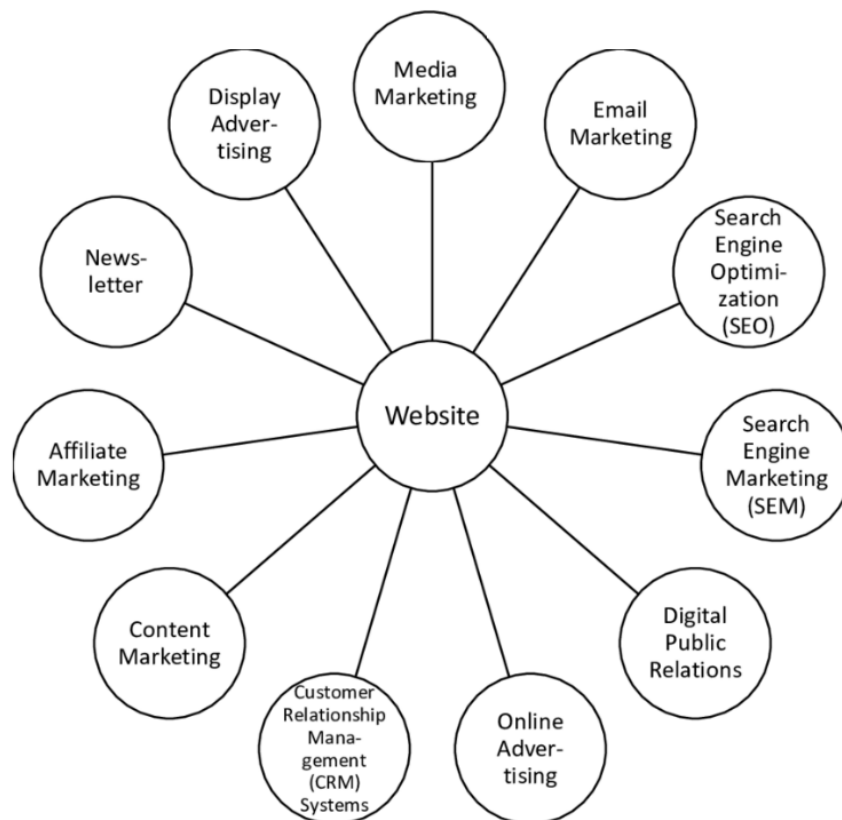 Media
Marketing
Display
Adver-
tising
Email
Marketing
Search
Engine
Optimi-
zation
(SEO)
News-
letter
Website
Affiliate
Marketing
Search
Engine
Marketing
(SEM)
Content
Marketing
Digital
Public
Relations
Customer
Relationship
Mana-
gement
(CRM)
Systems
Online
Adver-
tising